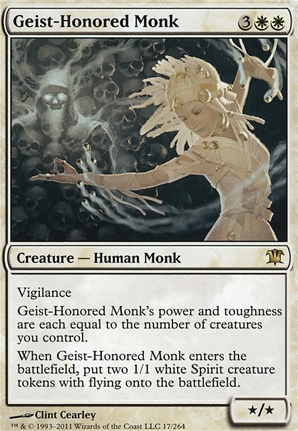 Geist-Honored Monk 3
Creature — Human Monk
Vigilance
Geist-Honored Monk's power and toughness
are each equal to the number of creatures
you control.
When Geist-Honored Monk enters the
battlefield, put two 1/1 white Spirit creature
tokens with flying onto the battlefield.
Clint Cearley
★/★
™ & © 1993–2011 Wizards of the Coast LLC 17/264